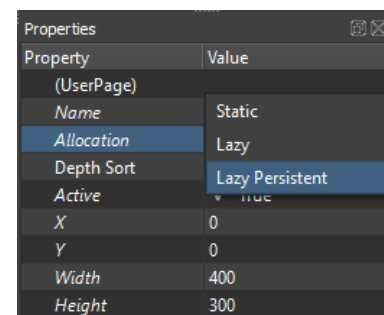 Properties
Property Value
(UserPage)
Name Static
Allocation Lazy
Depth Sort Lazy Persistent
Active True
X 0
Y 0
Width 400
Height 300